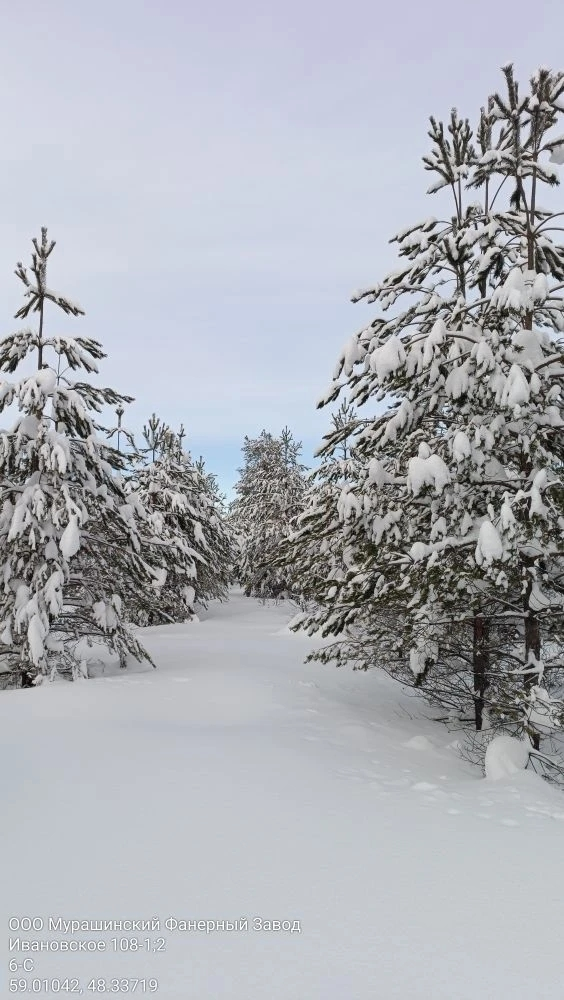 ООО Мурашинский Фанерный Завод
Ивановское 108-1;2
6-С
59.01042, 48.33719